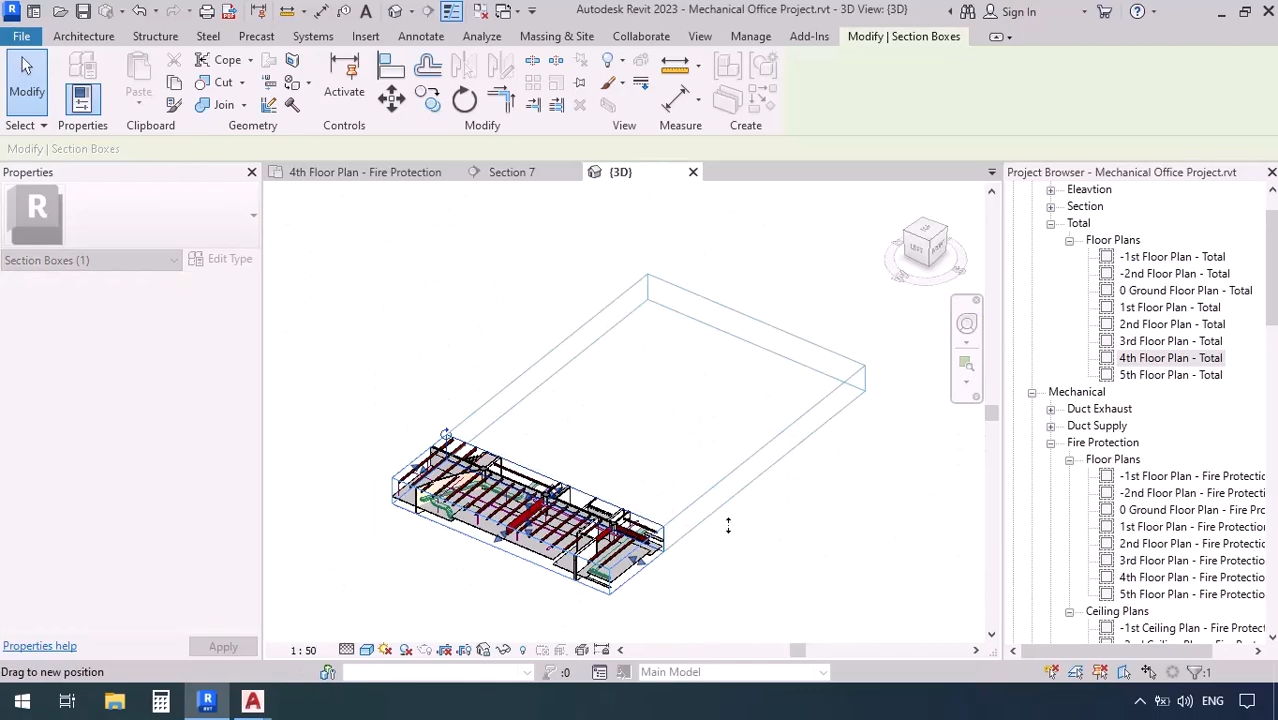 Autodesk Revit 2023 - Mechanical Office Project.rvt - 3D View: {3D}
Sign In
File Architecture Structure Steel Precast Systems Insert Annotate Analyze Massing & Site Collaborate View Manage Add-Ins Modify | Section Boxes
Modify
Paste
Cope
Cut
Join
Activate
Select Properties Clipboard Geometry Controls Modify View Measure Create
Modify | Section Boxes
Properties
4th Floor Plan - Fire Protection
Section 7
{3D}
Project Browser - Mechanical Office Project.rvt
R
Section Boxes (1)
Edit Type
LEFT
Eleavtion
Section
Total
Floor Plans
-1st Floor Plan - Total
-2nd Floor Plan - Total
0 Ground Floor Plan - Total
1st Floor Plan - Total
2nd Floor Plan - Total
3rd Floor Plan - Total
4th Floor Plan - Total
5th Floor Plan - Total
Mechanical
Duct Exhaust
Duct Supply
Fire Protection
Floor Plans
-1st Floor Plan - Fire Protectio
-2nd Floor Plan - Fire Protectio
0 Ground Floor Plan - Fire Pro
1st Floor Plan - Fire Protectio
2nd Floor Plan - Fire Protectio
3rd Floor Plan - Fire Protectio
4th Floor Plan - Fire Protectio
5th Floor Plan - Fire Protectio
Ceiling Plans
-1st Ceiling Plan - Fire Protect
Properties help
Apply
1 : 50
Drag to new position
:0
Main Model
:1
ENG